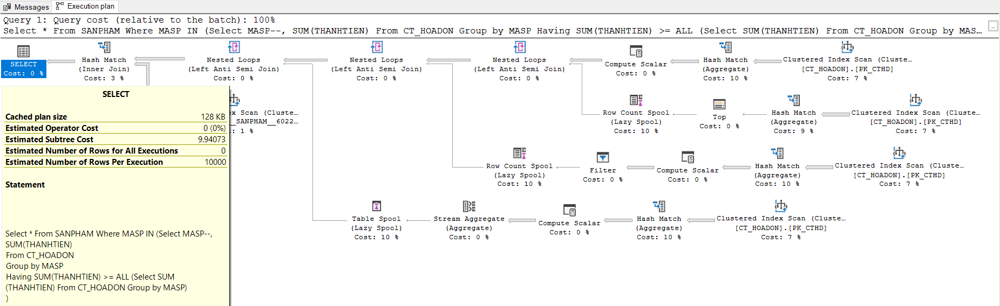 Messages Execution plan
Query 1: Query cost (relative to the batch): 100%
Select * From SANPHAM Where MASP IN (Select MASP--, SUM(THANHTIEN) From CT_HOADON Group by MASP Having SUM(THANHTIEN) >= ALL (Select SUM(THANHTIEN) From CT_HOADON Group by MAS...
SELECT
Cost: 0 %
Hash Match
(Inner Join)
Cost: 3 %
Nested Loops
(Left Anti Semi Join)
Cost: 0 %
Nested Loops
(Left Anti Semi Join)
Cost: 0 %
Nested Loops
(Left Anti Semi Join)
Cost: 0 %
Compute Scalar
Cost: 0 %
Hash Match
(Aggregate)
Cost: 10 %
Clustered Index Scan (Cluste...
[CT_HOADON].[PK_CTHD]
Cost: 7 %
Row Count Spool
(Lazy Spool)
Cost: 10 %
Top
Cost: 0 %
Hash Match
(Aggregate)
Cost: 9 %
Clustered Index Scan (Cluste...
[CT_HOADON].[PK_CTHD]
Cost: 7 %
ex Scan (Cluste...
__SANPHAM__6022...
: 1 %
Row Count Spool
(Lazy Spool)
Cost: 10 %
Filter
Cost: 0 %
Compute Scalar
Cost: 0 %
Hash Match
(Aggregate)
Cost: 10 %
Clustered Index Scan (Cluste...
[CT_HOADON].[PK_CTHD]
Cost: 7 %
Table Spool
(Lazy Spool)
Cost: 10 %
Stream Aggregate
(Aggregate)
Cost: 0 %
Compute Scalar
Cost: 0 %
Hash Match
(Aggregate)
Cost: 10 %
Clustered Index Scan (Cluste...
[CT_HOADON].[PK_CTHD]
Cost: 7 %
SELECT
Cached plan size 128 KB
Estimated Operator Cost 0 (0%)
Estimated Subtree Cost 9.94073
Estimated Number of Rows for All Executions 0
Estimated Number of Rows Per Execution 10000
Statement
Select * From SANPHAM Where MASP IN (Select MASP--,
SUM(THANHTIEN)
From CT_HOADON
Group by MASP
Having SUM(THANHTIEN) >= ALL (Select SUM
(THANHTIEN) From CT_HOADON Group by MASP)
)